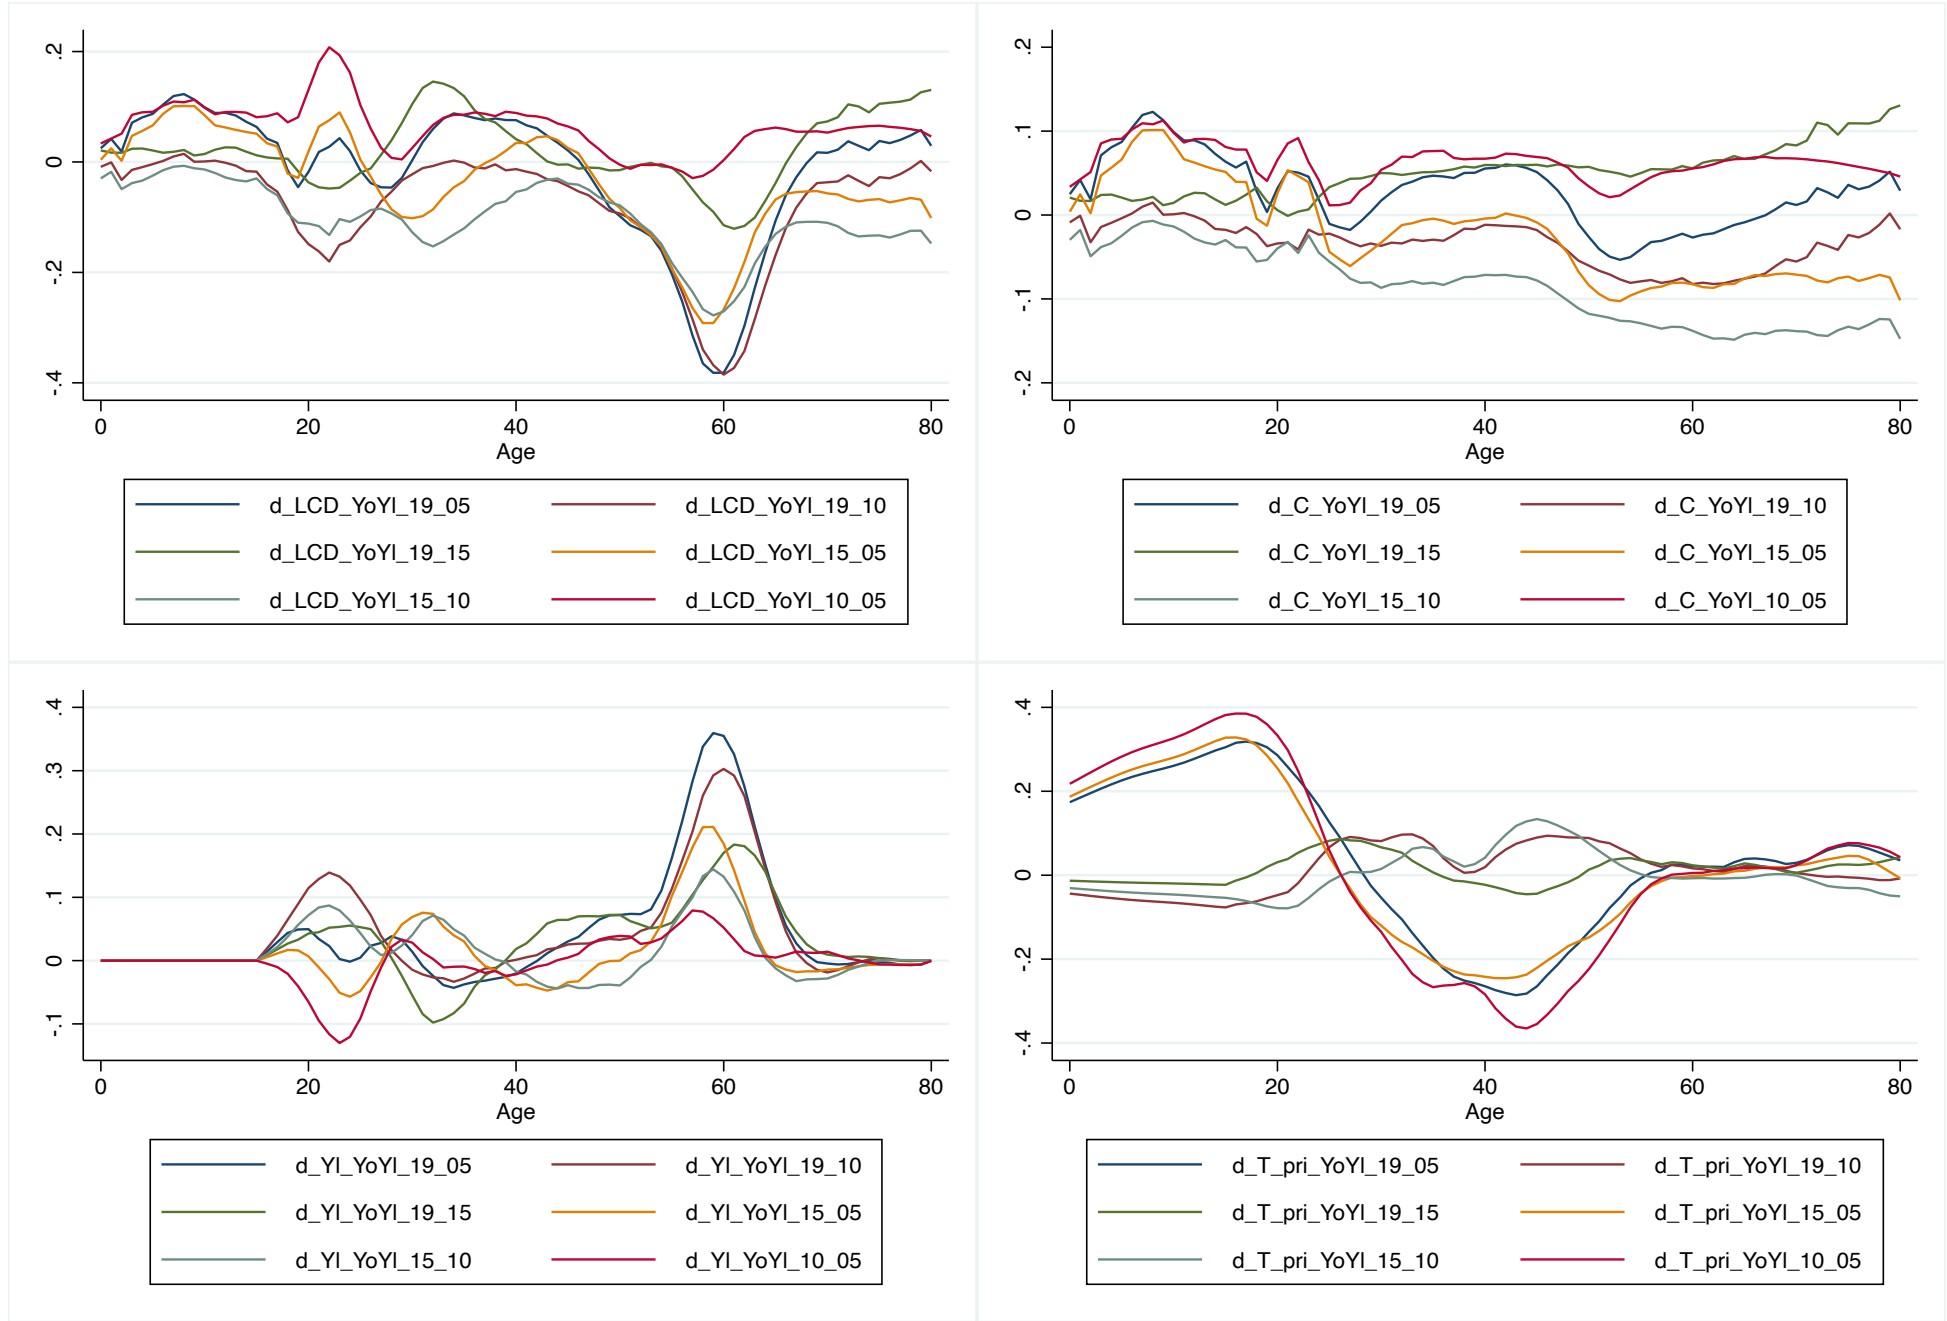 .2
0
-.2
-.4
0 20 40 60 80
Age
d_LCD_YoYl_19_05 d_LCD_YoYl_19_10
d_LCD_YoYl_19_15 d_LCD_YoYl_15_05
d_LCD_YoYl_15_10 d_LCD_YoYl_10_05
.2
.1
0
-.1
-.2
0 20 40 60 80
Age
d_C_YoYl_19_05 d_C_YoYl_19_10
d_C_YoYl_19_15 d_C_YoYl_15_05
d_C_YoYl_15_10 d_C_YoYl_10_05
.4
.3
.2
.1
0
-.1
0 20 40 60 80
Age
d_Yl_YoYl_19_05 d_Yl_YoYl_19_10
d_Yl_YoYl_19_15 d_Yl_YoYl_15_05
d_Yl_YoYl_15_10 d_Yl_YoYl_10_05
.4
.2
0
-.2
-.4
0 20 40 60 80
Age
d_T_pri_YoYl_19_05 d_T_pri_YoYl_19_10
d_T_pri_YoYl_19_15 d_T_pri_YoYl_15_05
d_T_pri_YoYl_15_10 d_T_pri_YoYl_10_05